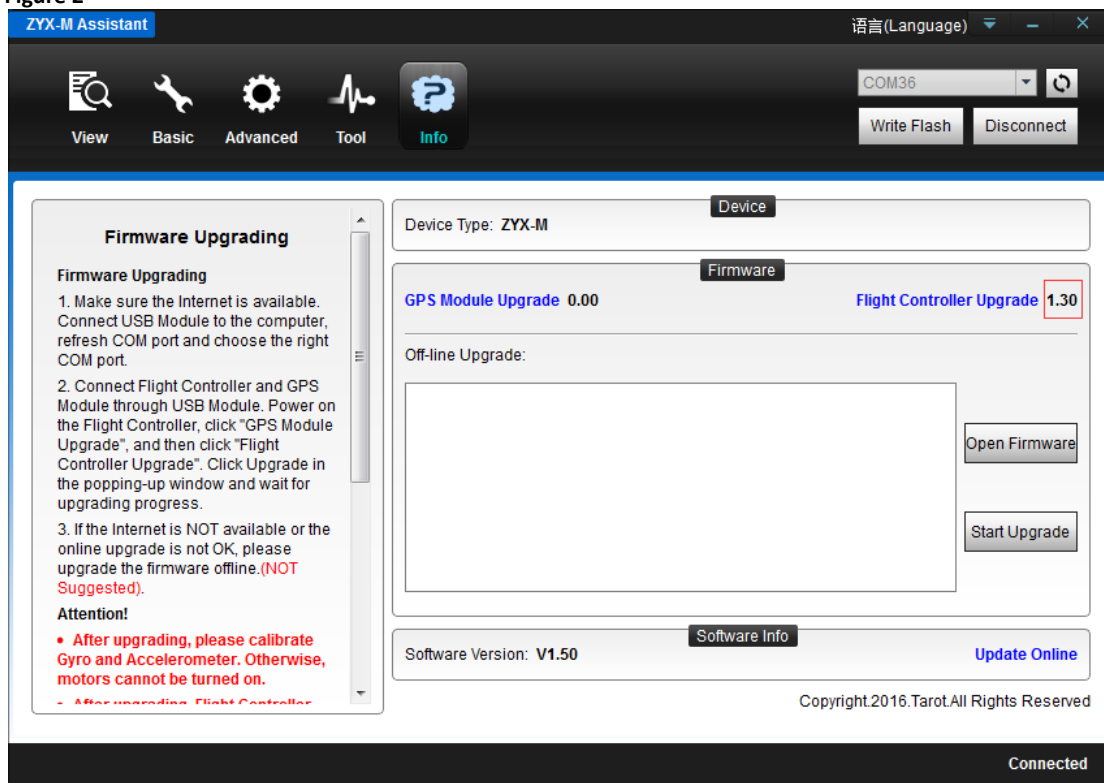 ZYX-M Assistant
语言(Language)
View
Basic
Advanced
Tool
Info
COM36
Write Flash
Disconnect
Firmware Upgrading
Firmware Upgrading
1. Make sure the Internet is available.
Connect USB Module to the computer,
refresh COM port and choose the right
COM port.
2. Connect Flight Controller and GPS
Module through USB Module. Power on
the Flight Controller, click "GPS Module
Upgrade", and then click "Flight
Controller Upgrade". Click Upgrade in
the popping-up window and wait for
upgrading progress.
3. If the Internet is NOT available or the
online upgrade is not OK, please
upgrade the firmware offline.(NOT
Suggested).
Attention!
• After upgrading, please calibrate
Gyro and Accelerometer. Otherwise,
motors cannot be turned on.
• After upgrading, Flight Controller
Device
Device Type: ZYX-M
Firmware
GPS Module Upgrade 0.00
Flight Controller Upgrade 1.30
Off-line Upgrade:
Open Firmware
Start Upgrade
Software Info
Software Version: V1.50
Update Online
Copyright.2016.Tarot.All Rights Reserved
Connected